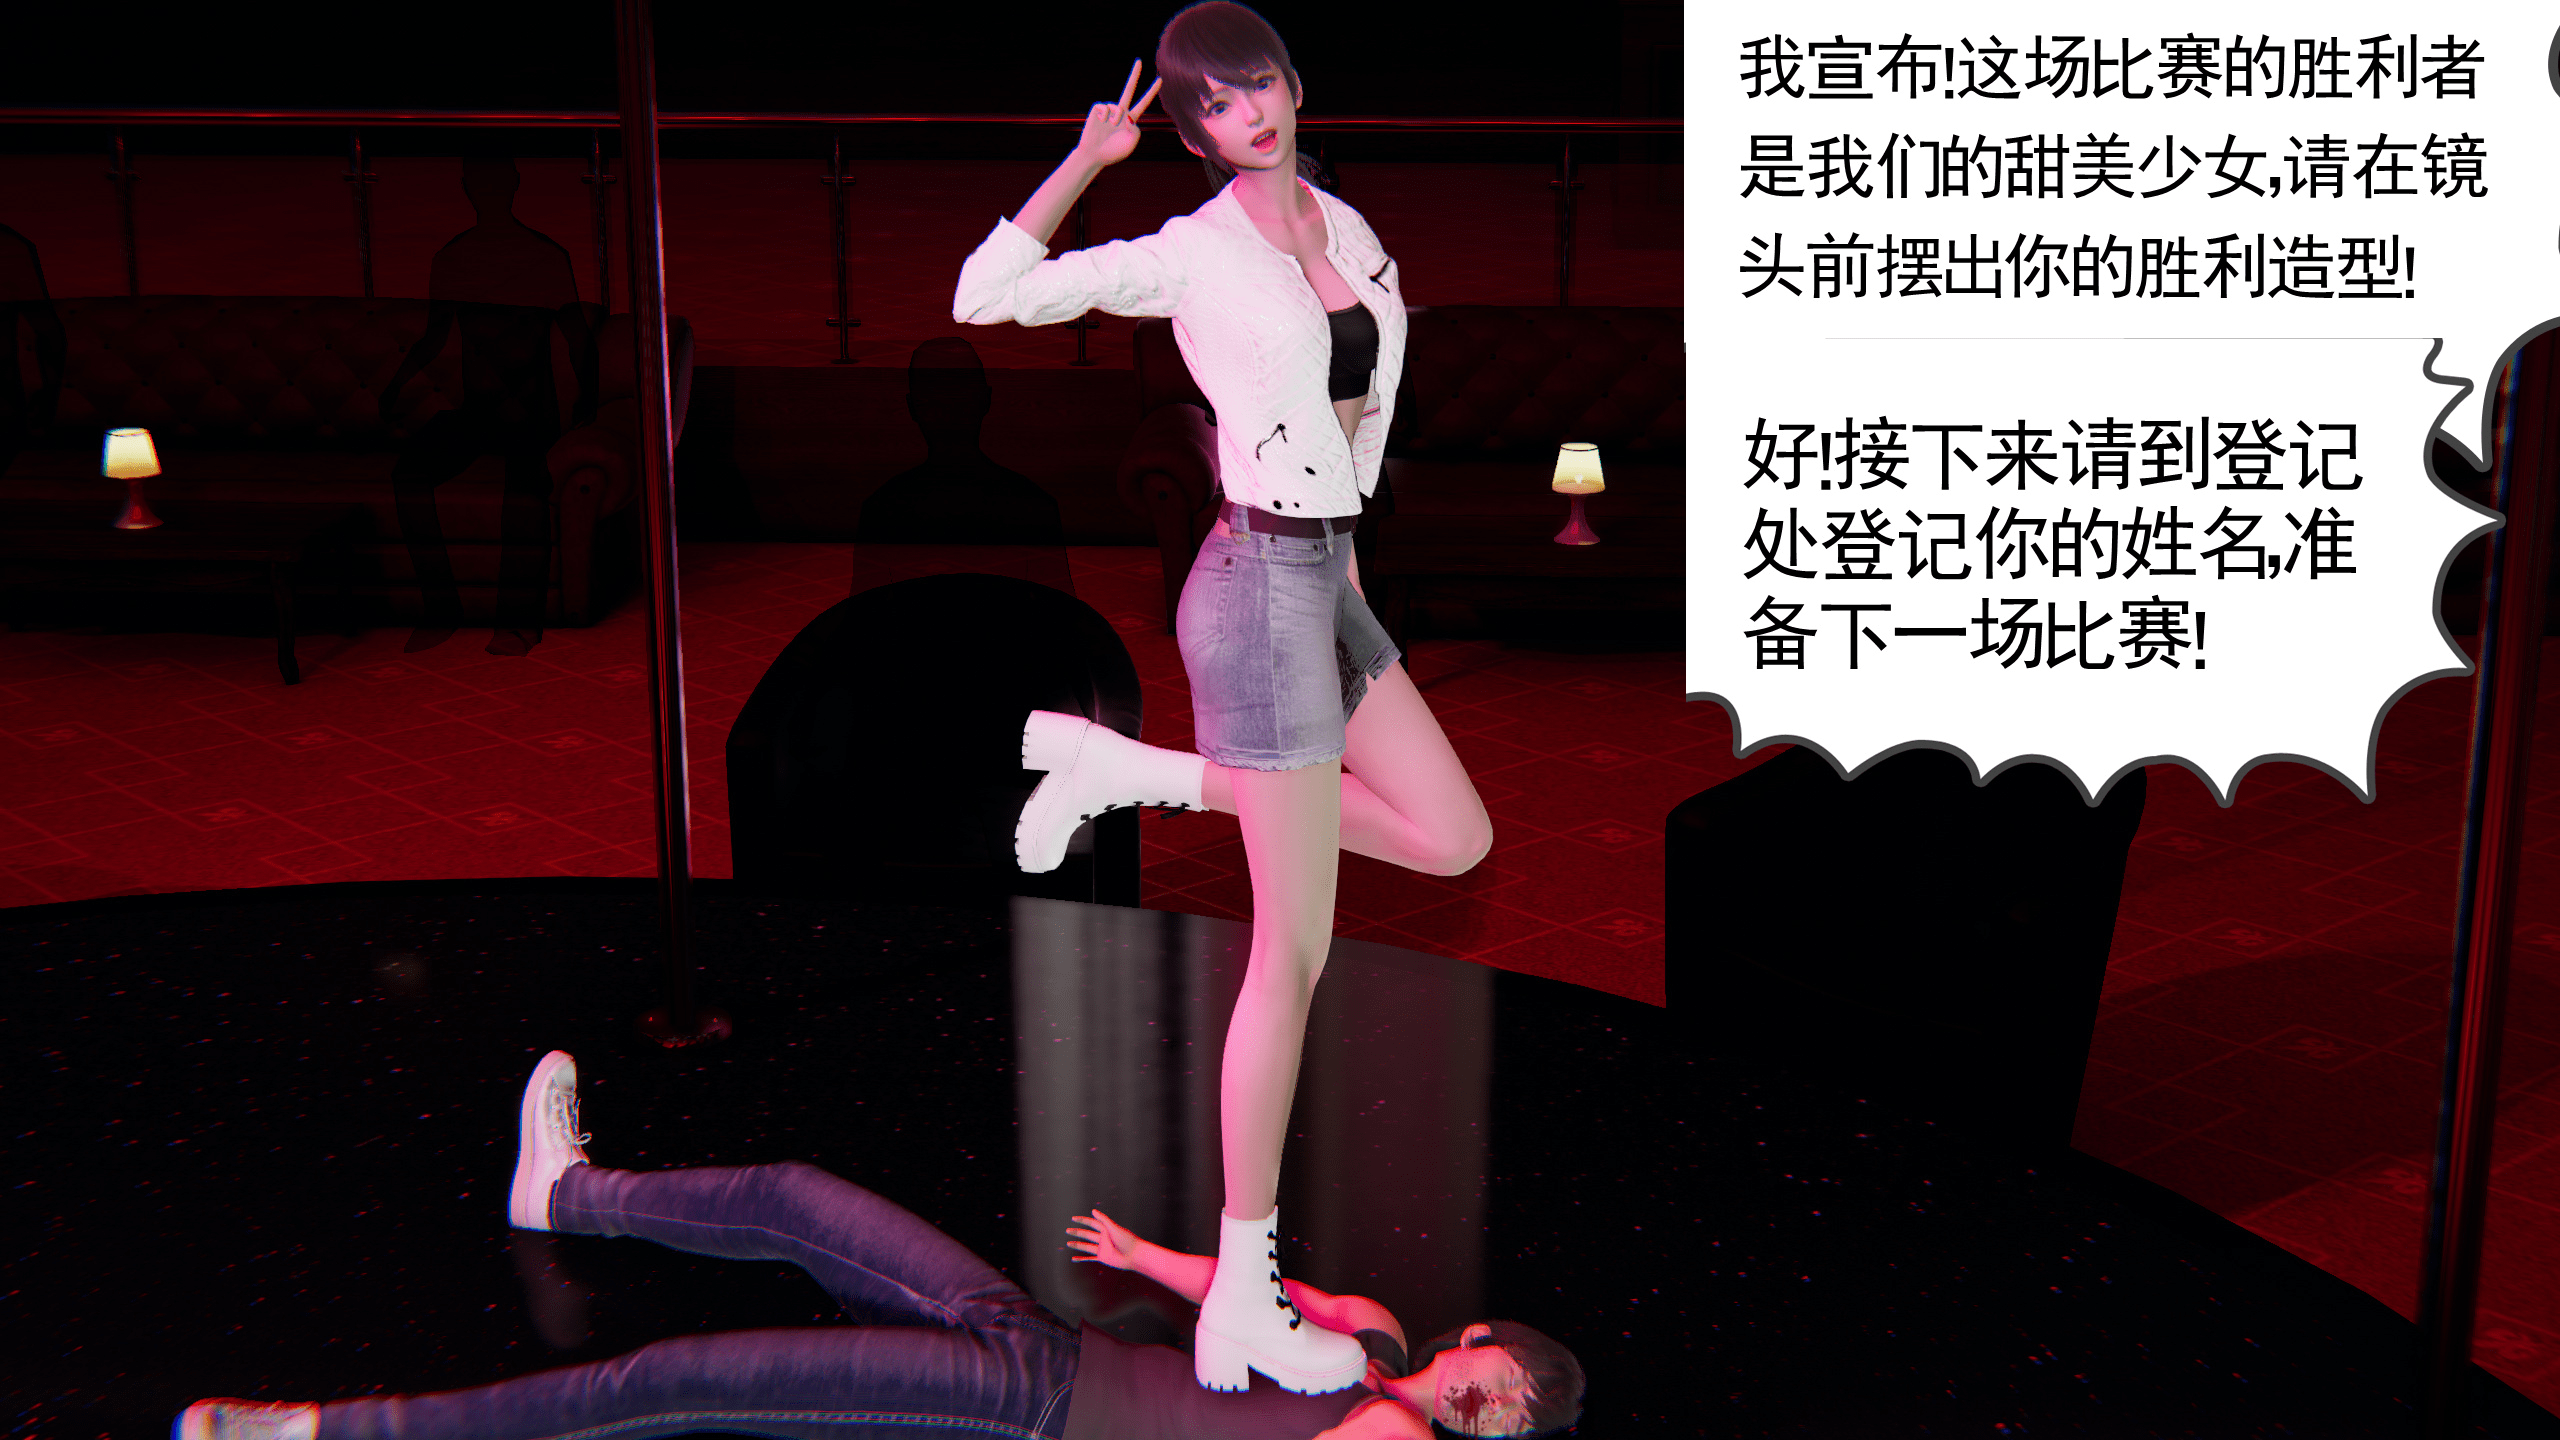 我宣布!这场比赛的胜利者
是我们的甜美少女,请在镜
头前摆出你的胜利造型!
好!接下来请到登记
处登记你的姓名,准
备下一场比赛!